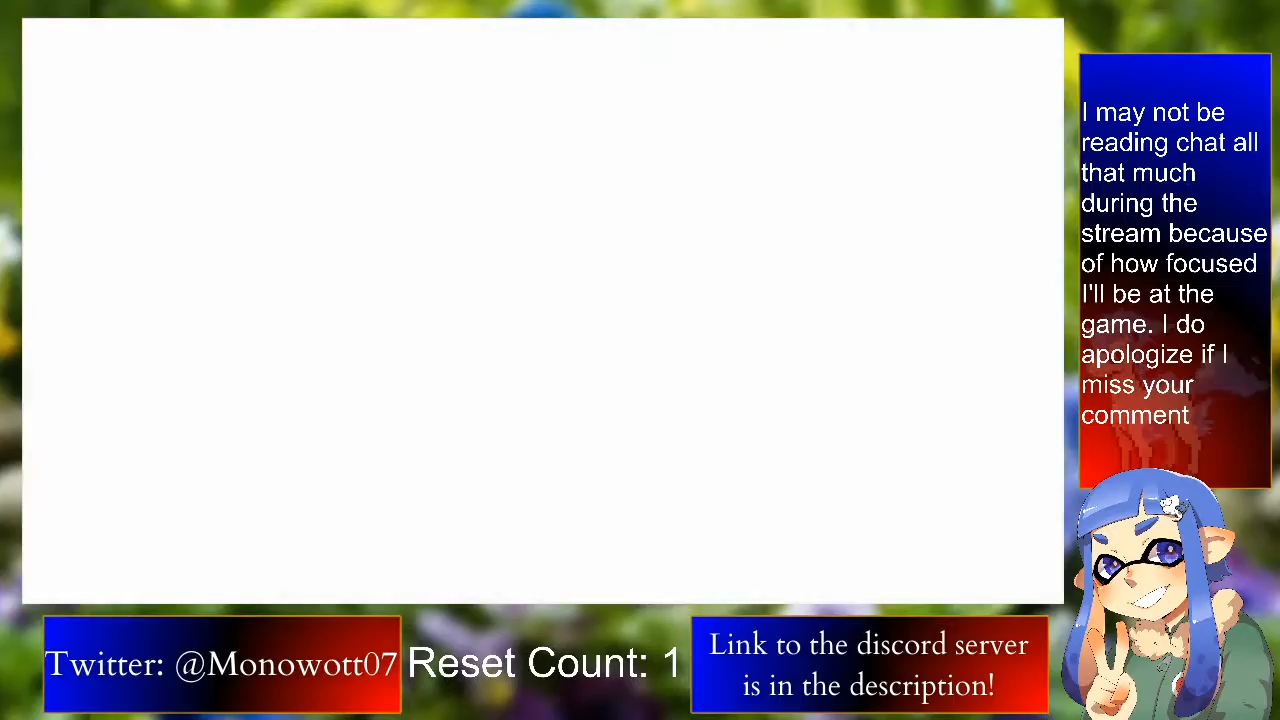 I may not be
reading chat all
that much
during the
stream because
of how focused
I'll be at the
game. I do
apologize if I
miss your
comment
Twitter: @Monowott07
Reset Count: 1
Link to the discord server
is in the description!